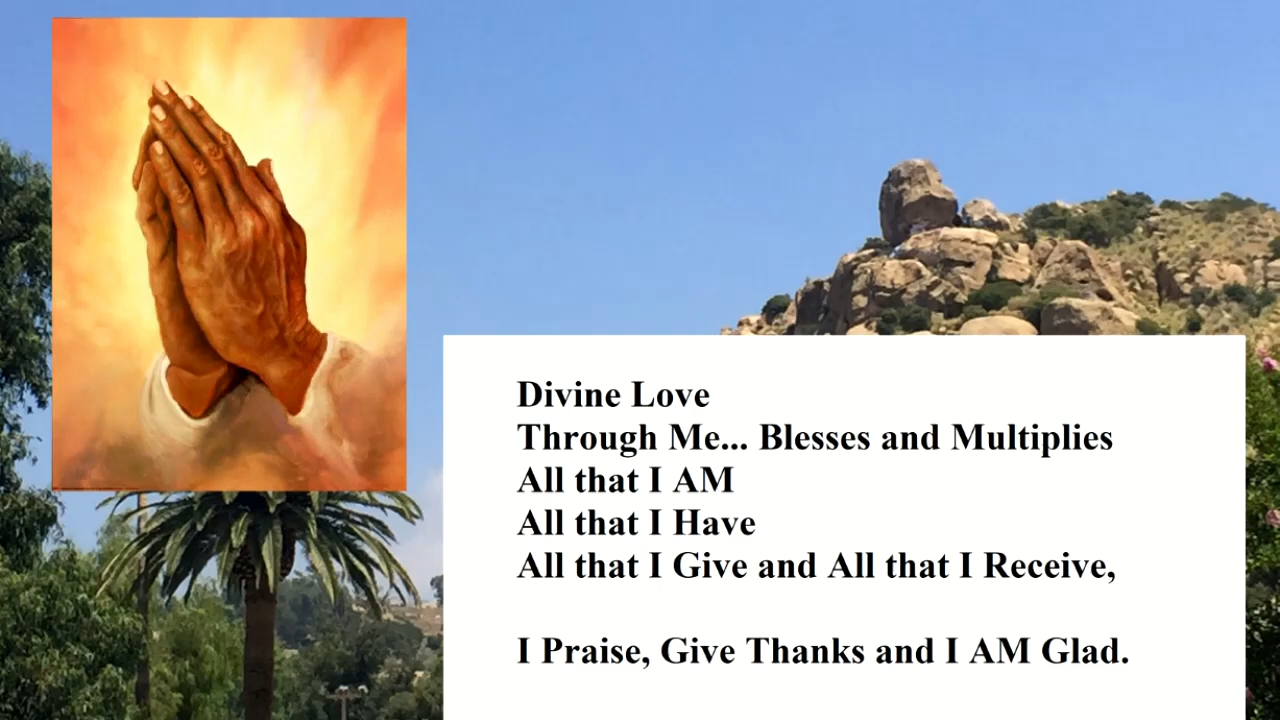 Divine Love
Through Me... Blesses and Multiplies
All that I AM
All that I Have
All that I Give and All that I Receive,
I Praise, Give Thanks and I AM Glad.